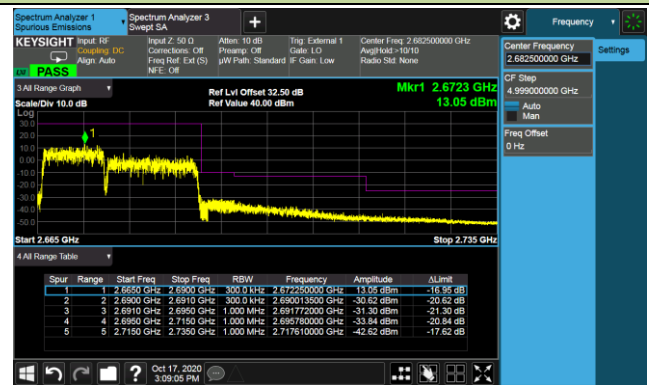 Spectrum Analyzer 1
Spurious Emissions
Spectrum Analyzer 3
Swept SA
+
Frequency
KEYSIGHT
Input: RF
Coupling: DC
Align: Auto
Input Z: 50 Ω
Corrections: Off
Freq Ref: Ext (S)
NFE: Off
Atten: 10 dB
Preamp: Off
µW Path: Standard
Trig: External 1
Gate: LO
IF Gain: Low
Center Freq: 2.682500000 GHz
Avg|Hold:>10/10
Radio Std: None
PASS
Center Frequency
2.682500000 GHz
Settings
CF Step
4.999000000 GHz
Auto
Man
Freq Offset
0 Hz
3 All Range Graph
Scale/Div 10.0 dB
Ref Lvl Offset 32.50 dB
Ref Value 40.00 dBm
Mkr1 2.6723 GHz
13.05 dBm
Log
30.0
20.0
10.0
0.00
-10.0
-20.0
-30.0
-40.0
-50.0
1
Start 2.665 GHz
Stop 2.735 GHz
4 All Range Table
Spur Range Start Freq Stop Freq RBW Frequency Amplitude ΔLimit
1 1 2.6650 GHz 2.6900 GHz 300.0 kHz 2.672250000 GHz 13.05 dBm -16.95 dB
2 2 2.6900 GHz 2.6910 GHz 300.0 kHz 2.690013500 GHz -30.62 dBm -20.62 dB
3 3 2.6910 GHz 2.6950 GHz 1.000 MHz 2.691772000 GHz -31.30 dBm -21.30 dB
4 4 2.6950 GHz 2.7150 GHz 1.000 MHz 2.695780000 GHz -33.84 dBm -20.84 dB
5 5 2.7150 GHz 2.7350 GHz 1.000 MHz 2.717610000 GHz -42.62 dBm -17.62 dB
?
Oct 17, 2020
3:09:05 PM